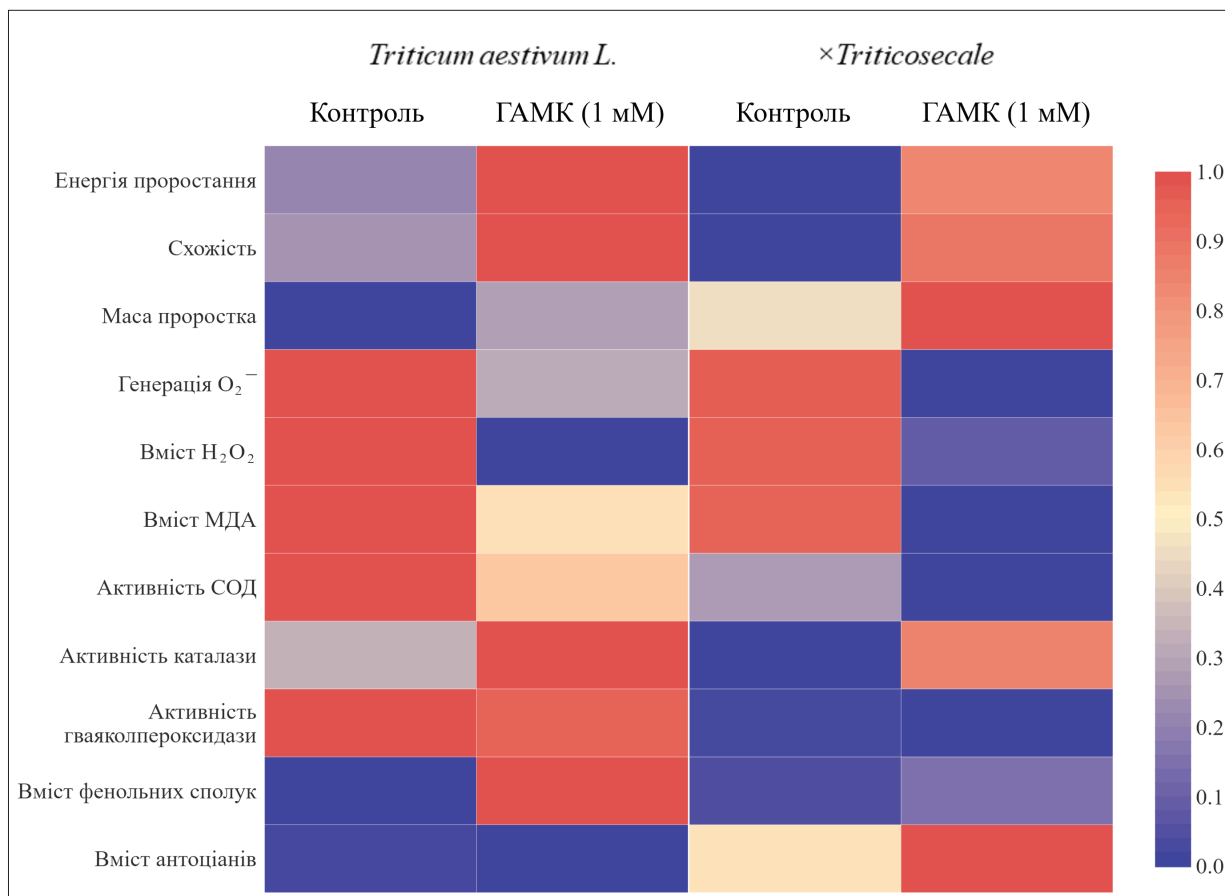 Triticum aestivum L. ×Triticosecale
Контроль ГАМК (1 мМ) Контроль ГАМК (1 мМ)
Енергія проростання
Схожість
Маса проростка
Генерація O₂⁻
Вміст H₂O₂
Вміст МДА
Активність СОД
Активність каталази
Активність
гваяколпероксидази
Вміст фенольних сполук
Вміст антоціанів
1.0
0.9
0.8
0.7
0.6
0.5
0.4
0.3
0.2
0.1
0.0